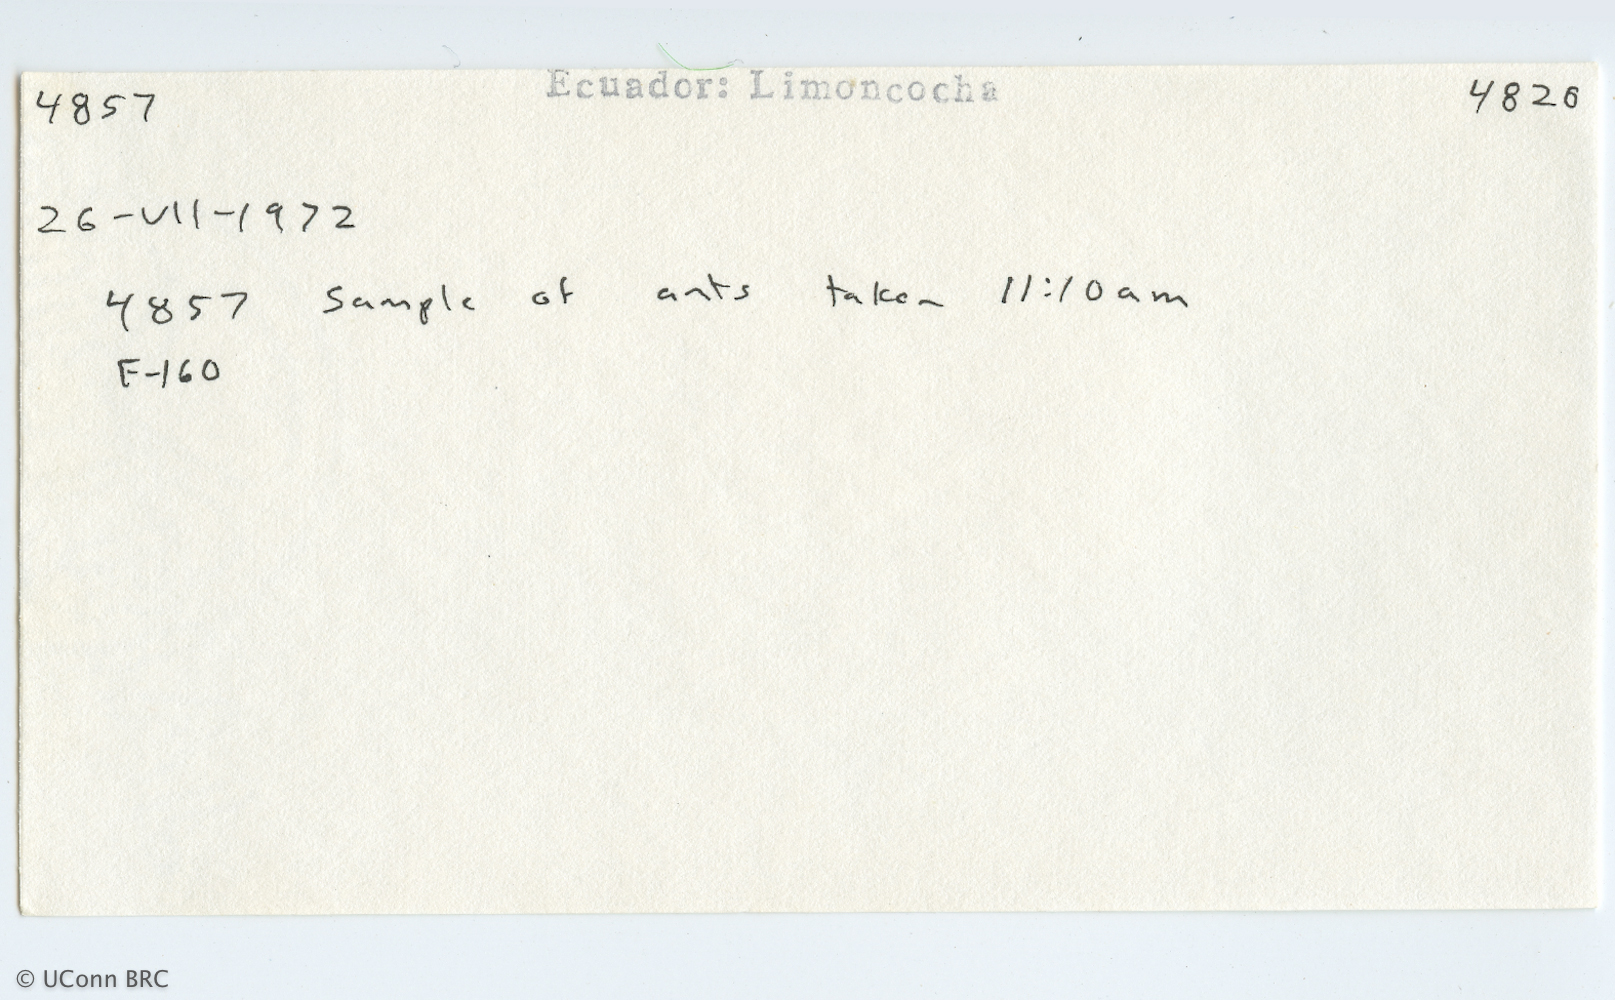 4857 Ecuador: Limoncocha 4826
26-VII-1972
4857 Sample of ants taken 11:10am
F-160
© UConn BRC